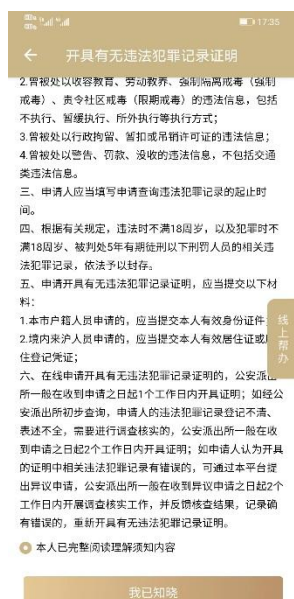 17:35
开具有无违法犯罪记录证明
2.曾被处以收容教育、劳动教养、强制隔离戒毒（强制
戒毒）、责令社区戒毒（限期戒毒）的违法信息，包括
不执行、暂缓执行、所外执行等执行方式；
3.曾被处以行政拘留、暂扣或吊销许可证的违法信息；
4.曾被处以警告、罚款、没收的违法信息，不包括交通
类违法信息。
三、申请人应当填写申请查询违法犯罪记录的起止时
间。
四、根据有关规定，违法时不满18周岁，以及犯罪时不
满18周岁、被判处5年有期徒刑以下刑罚人员的相关违
法犯罪记录，依法予以封存。
五、申请开具有无违法犯罪记录证明，应当提交以下材
料：
1.本市户籍人员申请的，应当提交本人有效身份证件
2.境内来沪人员申请的，应当提交本人有效居住证或
住登记凭证；
线上帮办
六、在线申请开具有无违法犯罪记录证明的，公安派出
所一般在收到申请之日起1个工作日内开具证明；如经公
安派出所初步查询，申请人的违法犯罪记录登记不清、
表述不全，需要进行调查核实的，公安派出所一般在收
到申请之日起2个工作日内开具证明；如申请人认为开具
的证明中相关违法犯罪记录有错误的，可通过本平台提
出异议申请，公安派出所一般在收到异议申请之日起2个
工作日内开展调查核实工作，并反馈核查结果，记录确
有错误的，重新开具有无违法犯罪记录证明。
本人已完整阅读理解须知内容
我已知晓